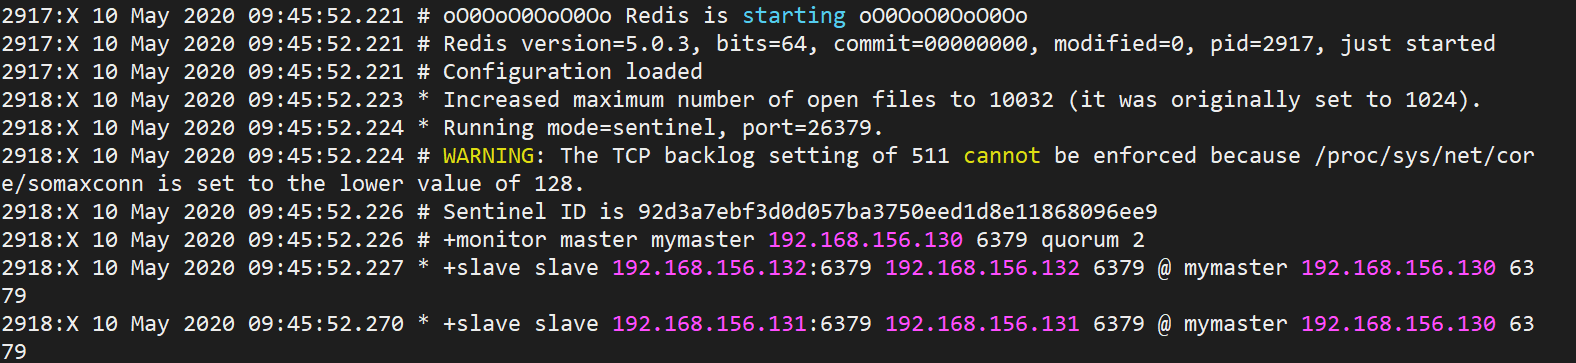 2917:X 10 May 2020 09:45:52.221 # oO0OoO0OoO0Oo Redis is starting oO0OoO0OoO0Oo
2917:X 10 May 2020 09:45:52.221 # Redis version=5.0.3, bits=64, commit=00000000, modified=0, pid=2917, just started
2917:X 10 May 2020 09:45:52.221 # Configuration loaded
2918:X 10 May 2020 09:45:52.223 * Increased maximum number of open files to 10032 (it was originally set to 1024).
2918:X 10 May 2020 09:45:52.224 * Running mode=sentinel, port=26379.
2918:X 10 May 2020 09:45:52.224 # WARNING: The TCP backlog setting of 511 cannot be enforced because /proc/sys/net/cor
e/somaxconn is set to the lower value of 128.
2918:X 10 May 2020 09:45:52.226 # Sentinel ID is 92d3a7ebf3d0d057ba3750eed1d8e11868096ee9
2918:X 10 May 2020 09:45:52.226 # +monitor master mymaster 192.168.156.130 6379 quorum 2
2918:X 10 May 2020 09:45:52.227 * +slave slave 192.168.156.132:6379 192.168.156.132 6379 @ mymaster 192.168.156.130 63
79
2918:X 10 May 2020 09:45:52.270 * +slave slave 192.168.156.131:6379 192.168.156.131 6379 @ mymaster 192.168.156.130 63
79